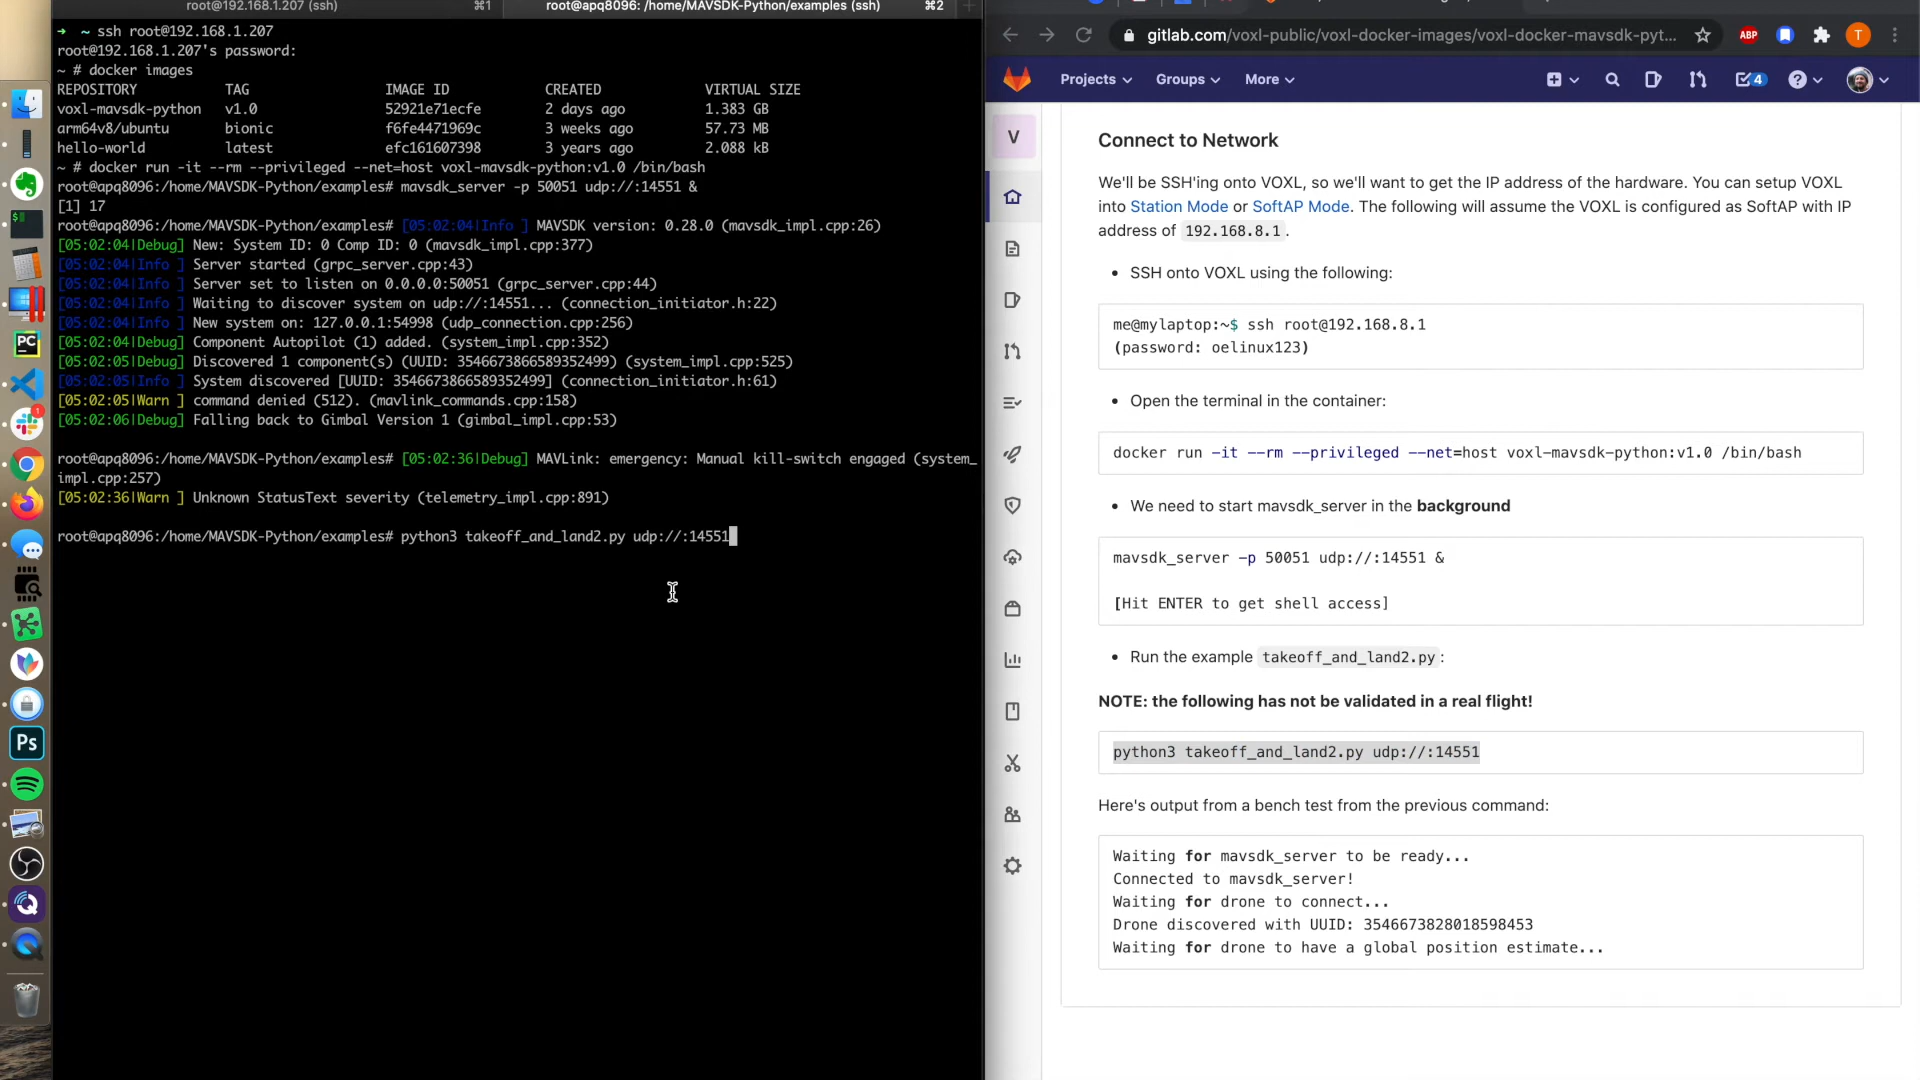 root@192.168.1.207 (ssh) ⌘1 root@apq8096: /home/MAVSDK-Python/examples (ssh) ⌘2
➜ ~ ssh root@192.168.1.207
root@192.168.1.207's password:
~ # docker images
REPOSITORY TAG IMAGE ID CREATED VIRTUAL SIZE
voxl-mavsdk-python v1.0 52921e71ecfe 2 days ago 1.383 GB
arm64v8/ubuntu bionic f6fe4471969c 3 weeks ago 57.73 MB
hello-world latest efc161607398 3 years ago 2.088 kB
~ # docker run -it --rm --privileged --net=host voxl-mavsdk-python:v1.0 /bin/bash
root@apq8096:/home/MAVSDK-Python/examples# mavsdk_server -p 50051 udp://:14551 &
[1] 17
root@apq8096:/home/MAVSDK-Python/examples# [05:02:04|Info ] MAVSDK version: 0.28.0 (mavsdk_impl.cpp:26)
[05:02:04|Debug] New: System ID: 0 Comp ID: 0 (mavsdk_impl.cpp:377)
[05:02:04|Info ] Server started (grpc_server.cpp:43)
[05:02:04|Info ] Server set to listen on 0.0.0.0:50051 (grpc_server.cpp:44)
[05:02:04|Info ] Waiting to discover system on udp://:14551... (connection_initiator.h:22)
[05:02:04|Info ] New system on: 127.0.0.1:54998 (udp_connection.cpp:256)
[05:02:04|Debug] Component Autopilot (1) added. (system_impl.cpp:352)
[05:02:05|Debug] Discovered 1 component(s) (UUID: 3546673866589352499) (system_impl.cpp:525)
[05:02:05|Info ] System discovered [UUID: 3546673866589352499] (connection_initiator.h:61)
[05:02:05|Warn ] command denied (512). (mavlink_commands.cpp:158)
[05:02:06|Debug] Falling back to Gimbal Version 1 (gimbal_impl.cpp:53)
root@apq8096:/home/MAVSDK-Python/examples# [05:02:36|Debug] MAVLink: emergency: Manual kill-switch engaged (system_
impl.cpp:257)
[05:02:36|Warn ] Unknown StatusText severity (telemetry_impl.cpp:891)
root@apq8096:/home/MAVSDK-Python/examples# python3 takeoff_and_land2.py udp://:14551
PC
1
Ps
gitlab.com/voxl-public/voxl-docker-images/voxl-docker-mavsdk-pyt...
ABP
T
Projects
Groups
More
4
V
Connect to Network
We'll be SSH'ing onto VOXL, so we'll want to get the IP address of the hardware. You can setup VOXL
into Station Mode or SoftAP Mode. The following will assume the VOXL is configured as SoftAP with IP
address of 192.168.8.1.
• SSH onto VOXL using the following:
me@mylaptop:~$ ssh root@192.168.8.1
(password: oelinux123)
• Open the terminal in the container:
docker run -it --rm --privileged --net=host voxl-mavsdk-python:v1.0 /bin/bash
• We need to start mavsdk_server in the background
mavsdk_server -p 50051 udp://:14551 &
[Hit ENTER to get shell access]
• Run the example takeoff_and_land2.py:
NOTE: the following has not be validated in a real flight!
python3 takeoff_and_land2.py udp://:14551
Here's output from a bench test from the previous command:
Waiting for mavsdk_server to be ready...
Connected to mavsdk_server!
Waiting for drone to connect...
Drone discovered with UUID: 3546673828018598453
Waiting for drone to have a global position estimate...